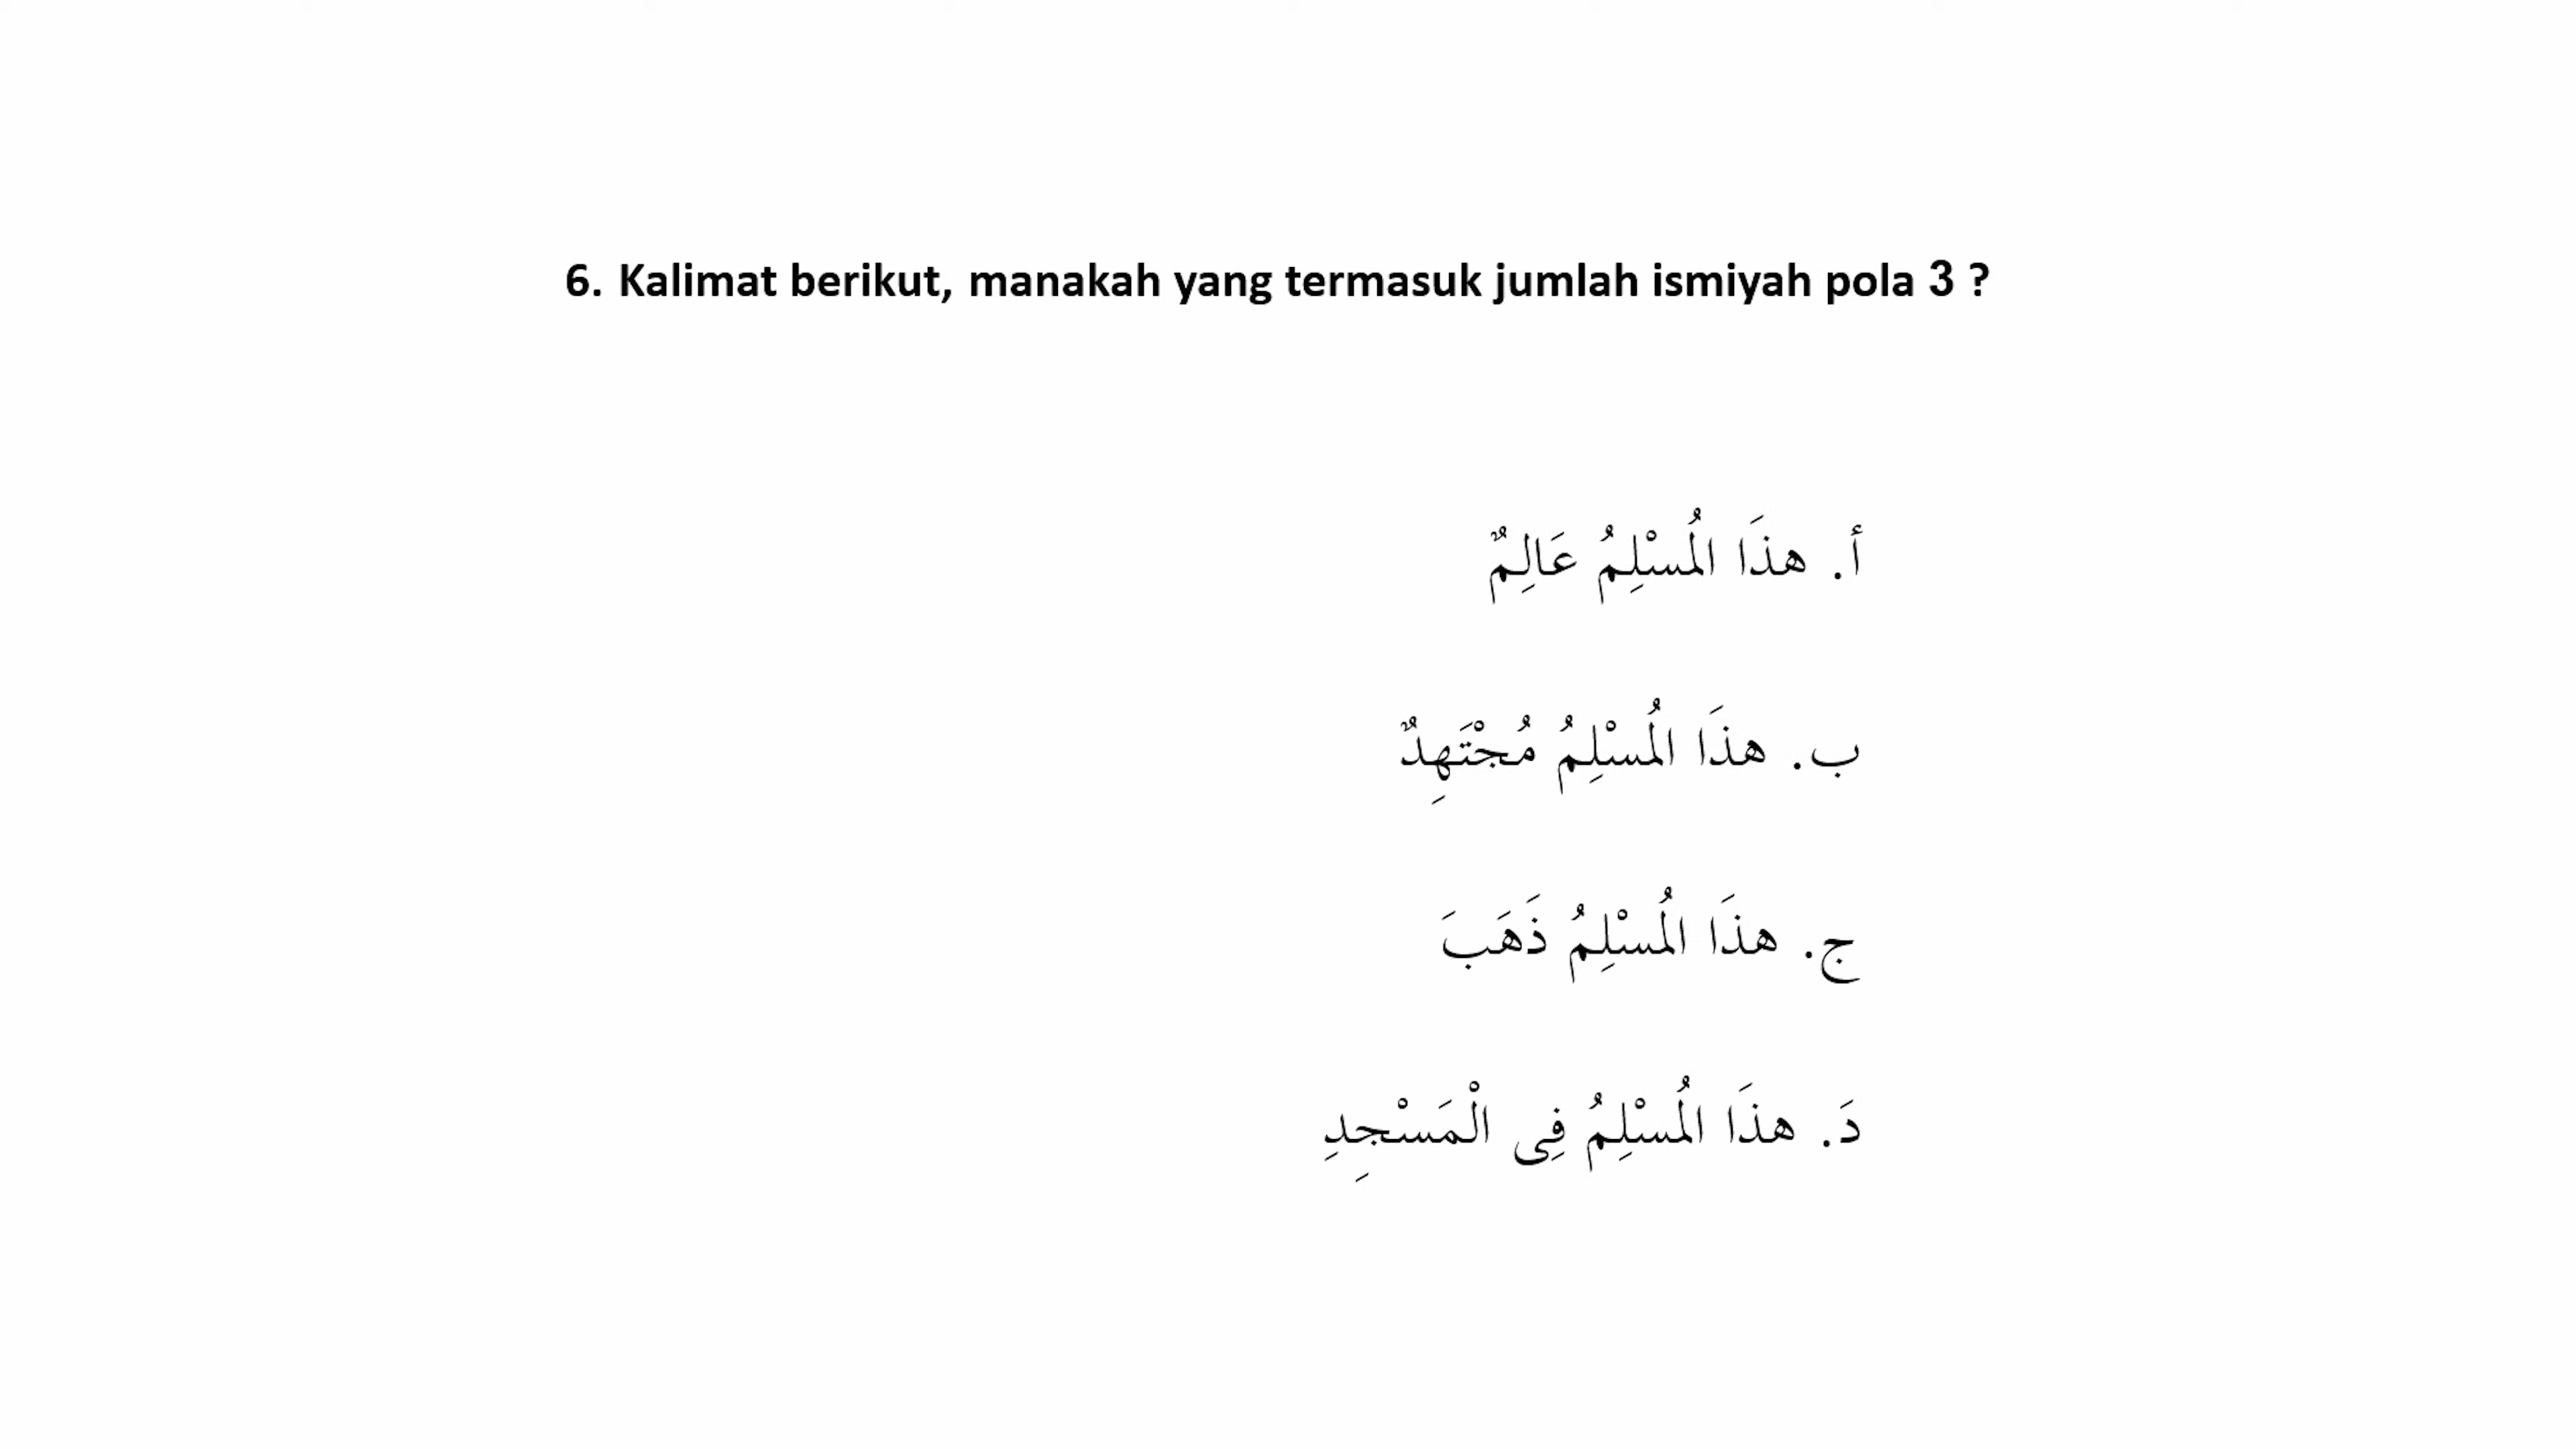 6. Kalimat berikut, manakah yang termasuk jumlah ismiyah pola 3 ?
أ. هذَا الْمُسْلِمُ عَالِمٌ
ب. هذَا الْمُسْلِمُ مُجْتَهِدٌ
ج. هذَا الْمُسْلِمُ ذَهَبَ
دَ. هذَا الْمُسْلِمُ فِى الْمَسْجِدِ